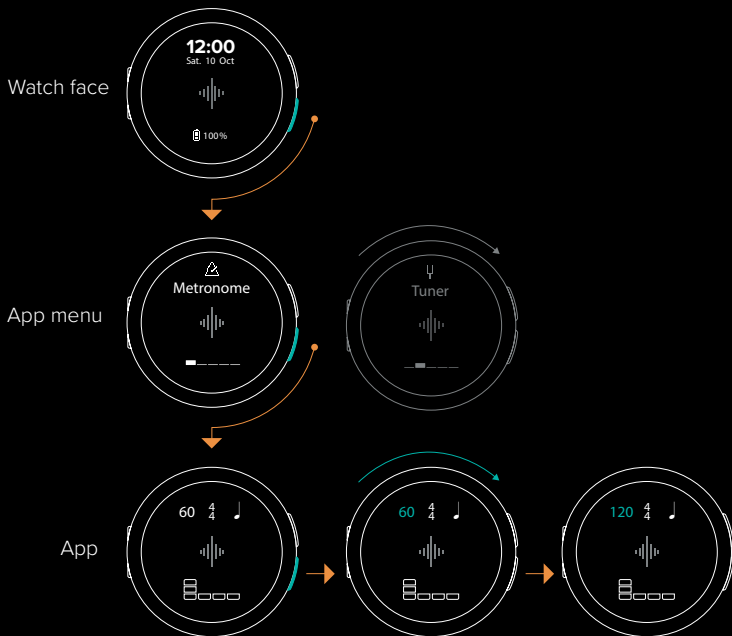 12:00
Sat. 10 Oct
Watch face
100%
Metronome
Tuner
App menu
60 4/4
60 4/4
120 4/4
App